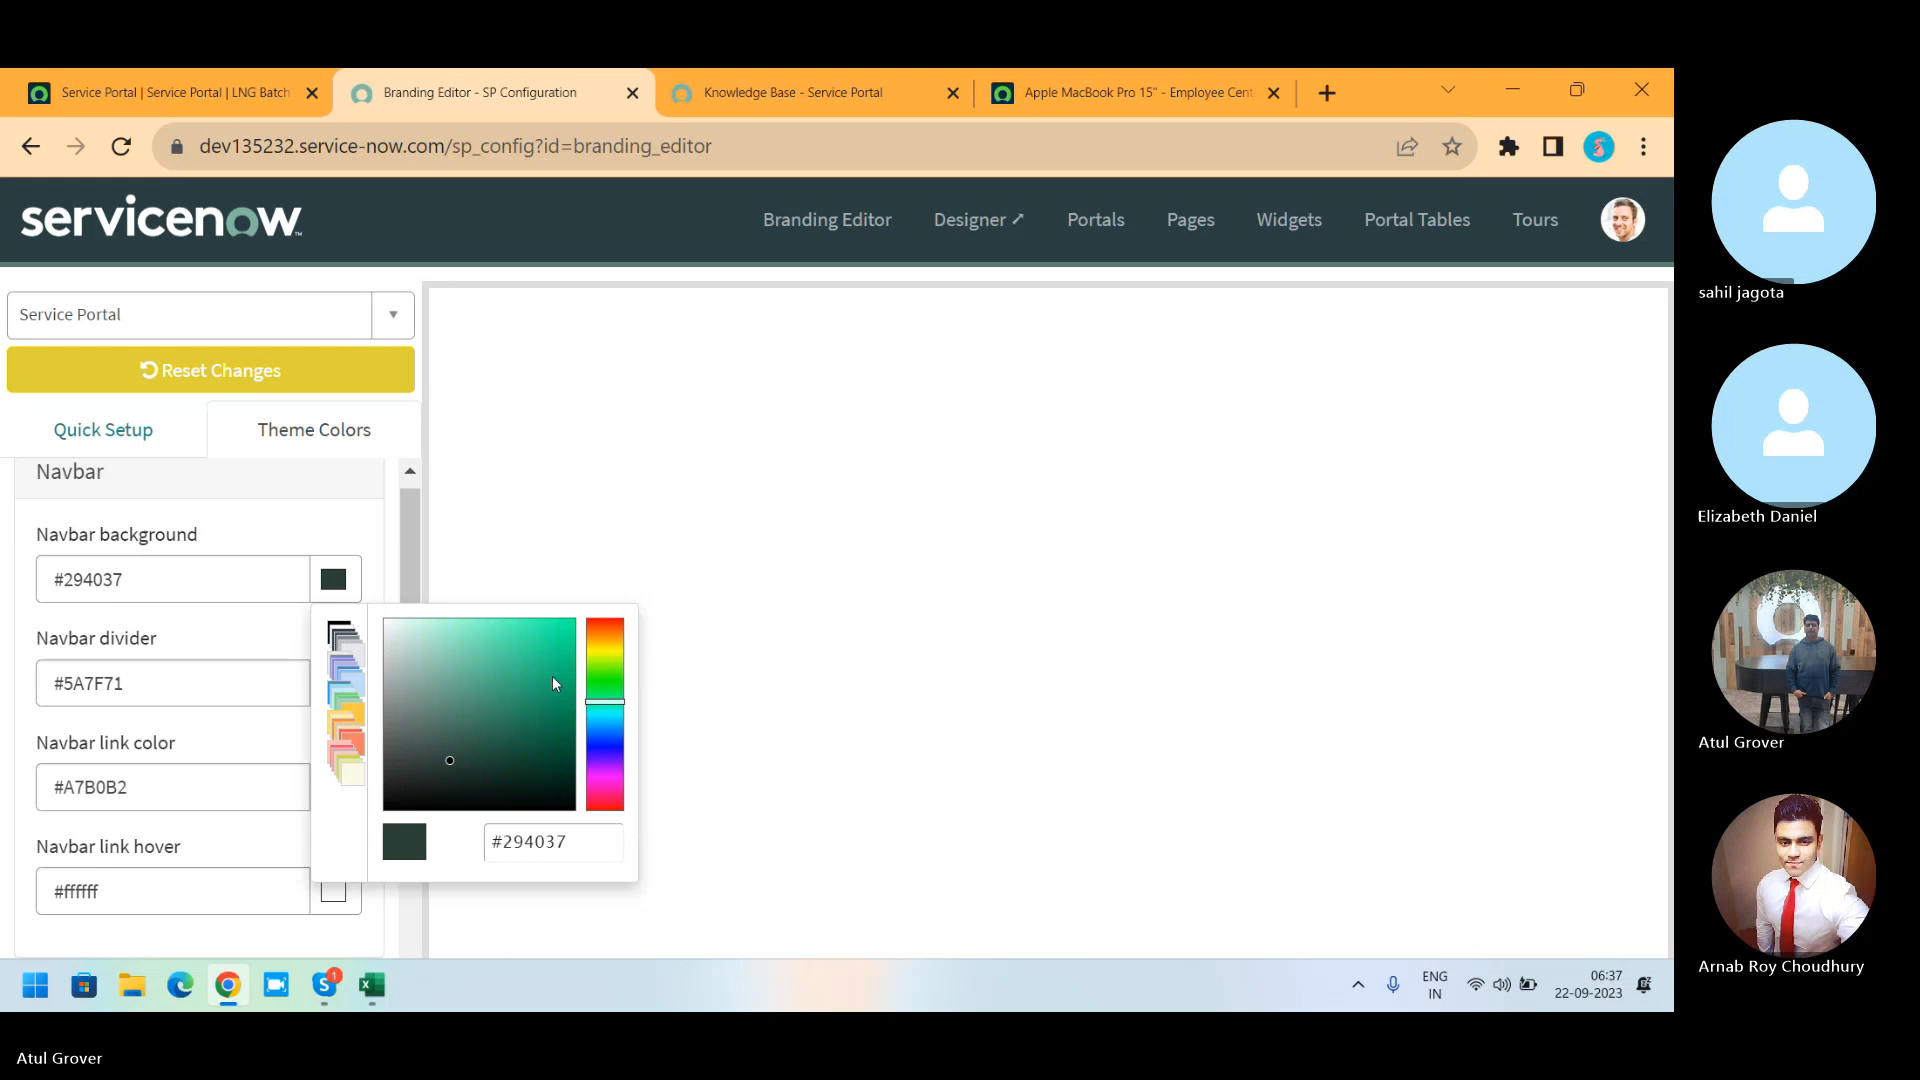 Service Portal | Service Portal | LNG Batch
Branding Editor - SP Configuration
Knowledge Base - Service Portal
Apple MacBook Pro 15" - Employee Cent
dev135232.service-now.com/sp_config?id=branding_editor
servicenow
Branding Editor
Designer
Portals
Pages
Widgets
Portal Tables
Tours
Service Portal
Reset Changes
Quick Setup
Theme Colors
Navbar
Navbar background
#294037
Navbar divider
#5A7F71
Navbar link color
#A7B0B2
Navbar link hover
#ffffff
#294037
sahil jagota
Elizabeth Daniel
Atul Grover
Arnab Roy Choudhury
1
ENG
IN
06:37
22-09-2023
Atul Grover